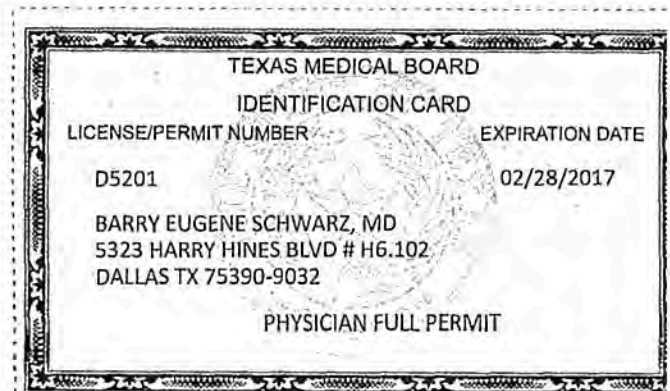 TEXAS MEDICAL BOARD
IDENTIFICATION CARD
LICENSE/PERMIT NUMBER EXPIRATION DATE
D5201 02/28/2017
BARRY EUGENE SCHWARZ, MD
5323 HARRY HINES BLVD # H6.102
DALLAS TX 75390-9032
PHYSICIAN FULL PERMIT